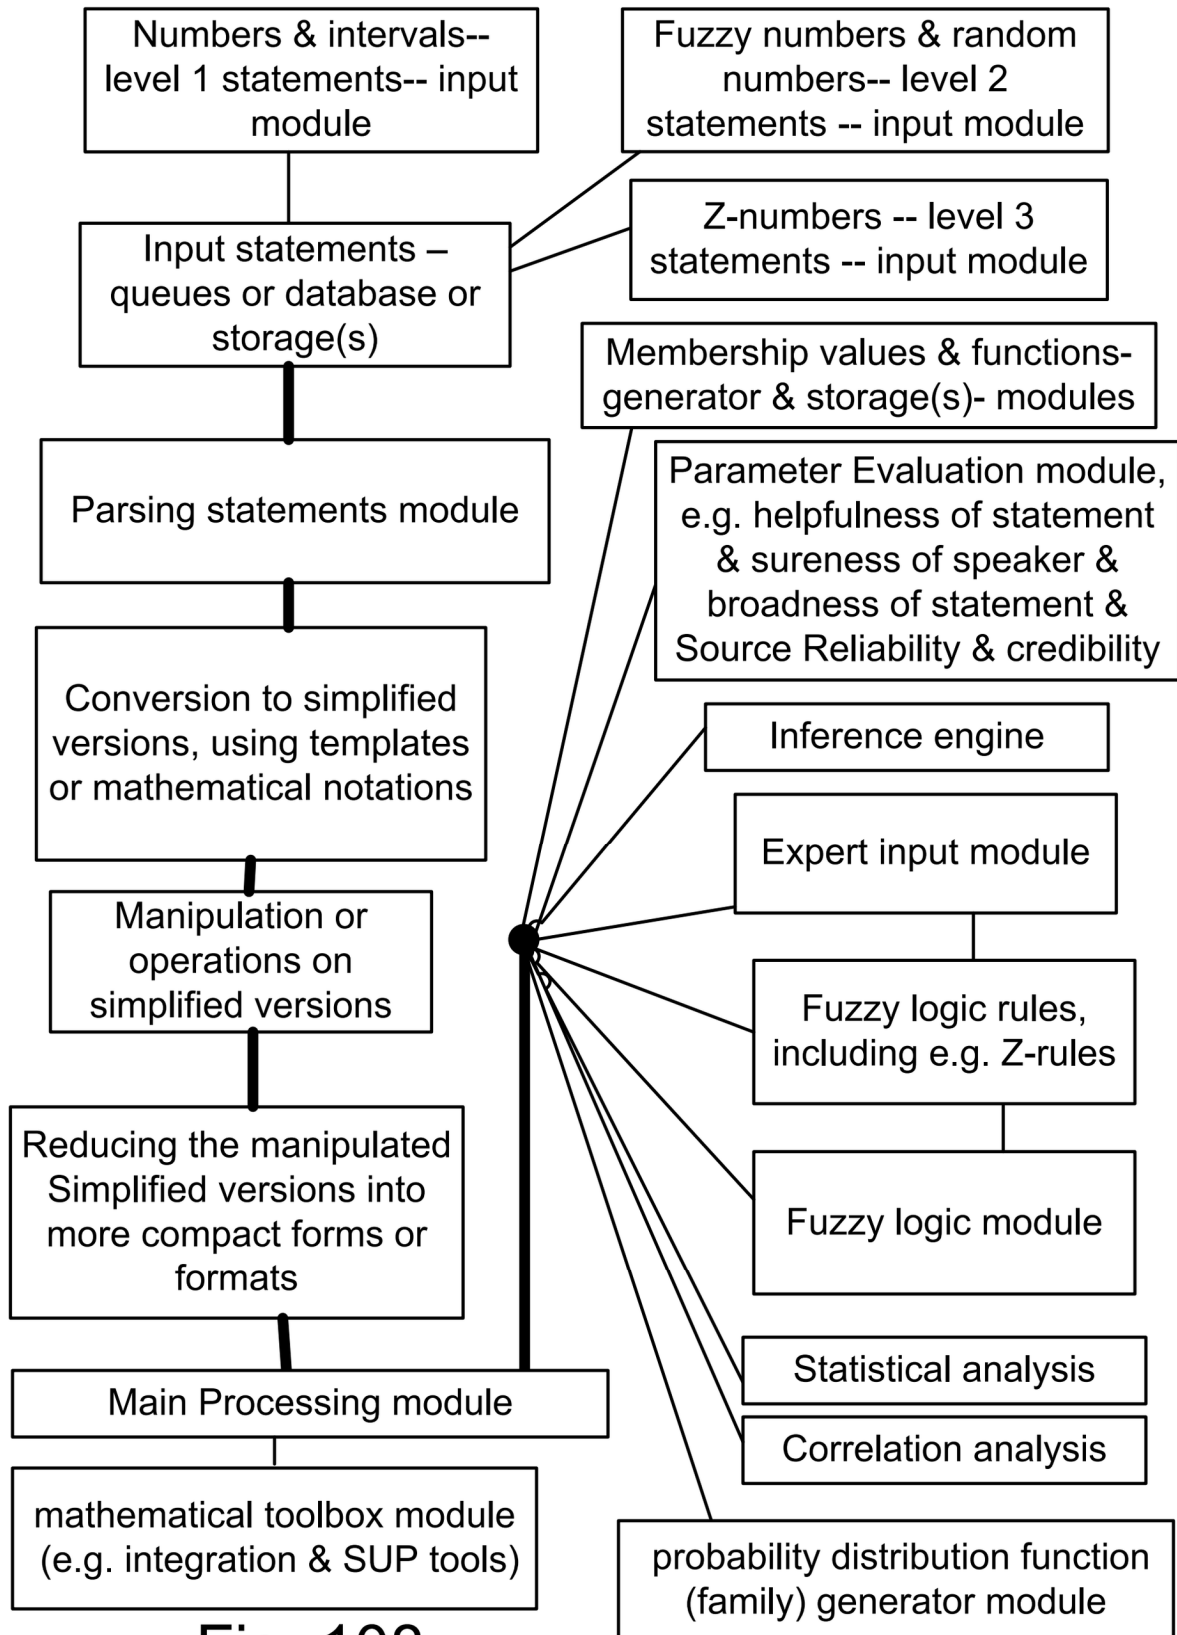 Numbers & intervals--
level 1 statements-- input
module
Fuzzy numbers & random
numbers-- level 2
statements -- input module
Z-numbers -- level 3
statements -- input module
Input statements –
queues or database or
storage(s)
Membership values & functions-
generator & storage(s)- modules
Parsing statements module
Parameter Evaluation module,
e.g. helpfulness of statement
& sureness of speaker &
broadness of statement &
Source Reliability & credibility
Conversion to simplified
versions, using templates
or mathematical notations
Inference engine
Expert input module
Manipulation or
operations on
simplified versions
Fuzzy logic rules,
including e.g. Z-rules
Reducing the manipulated
Simplified versions into
more compact forms or
formats
Fuzzy logic module
Statistical analysis
Main Processing module
Correlation analysis
mathematical toolbox module
(e.g. integration & SUP tools)
probability distribution function
(family) generator module